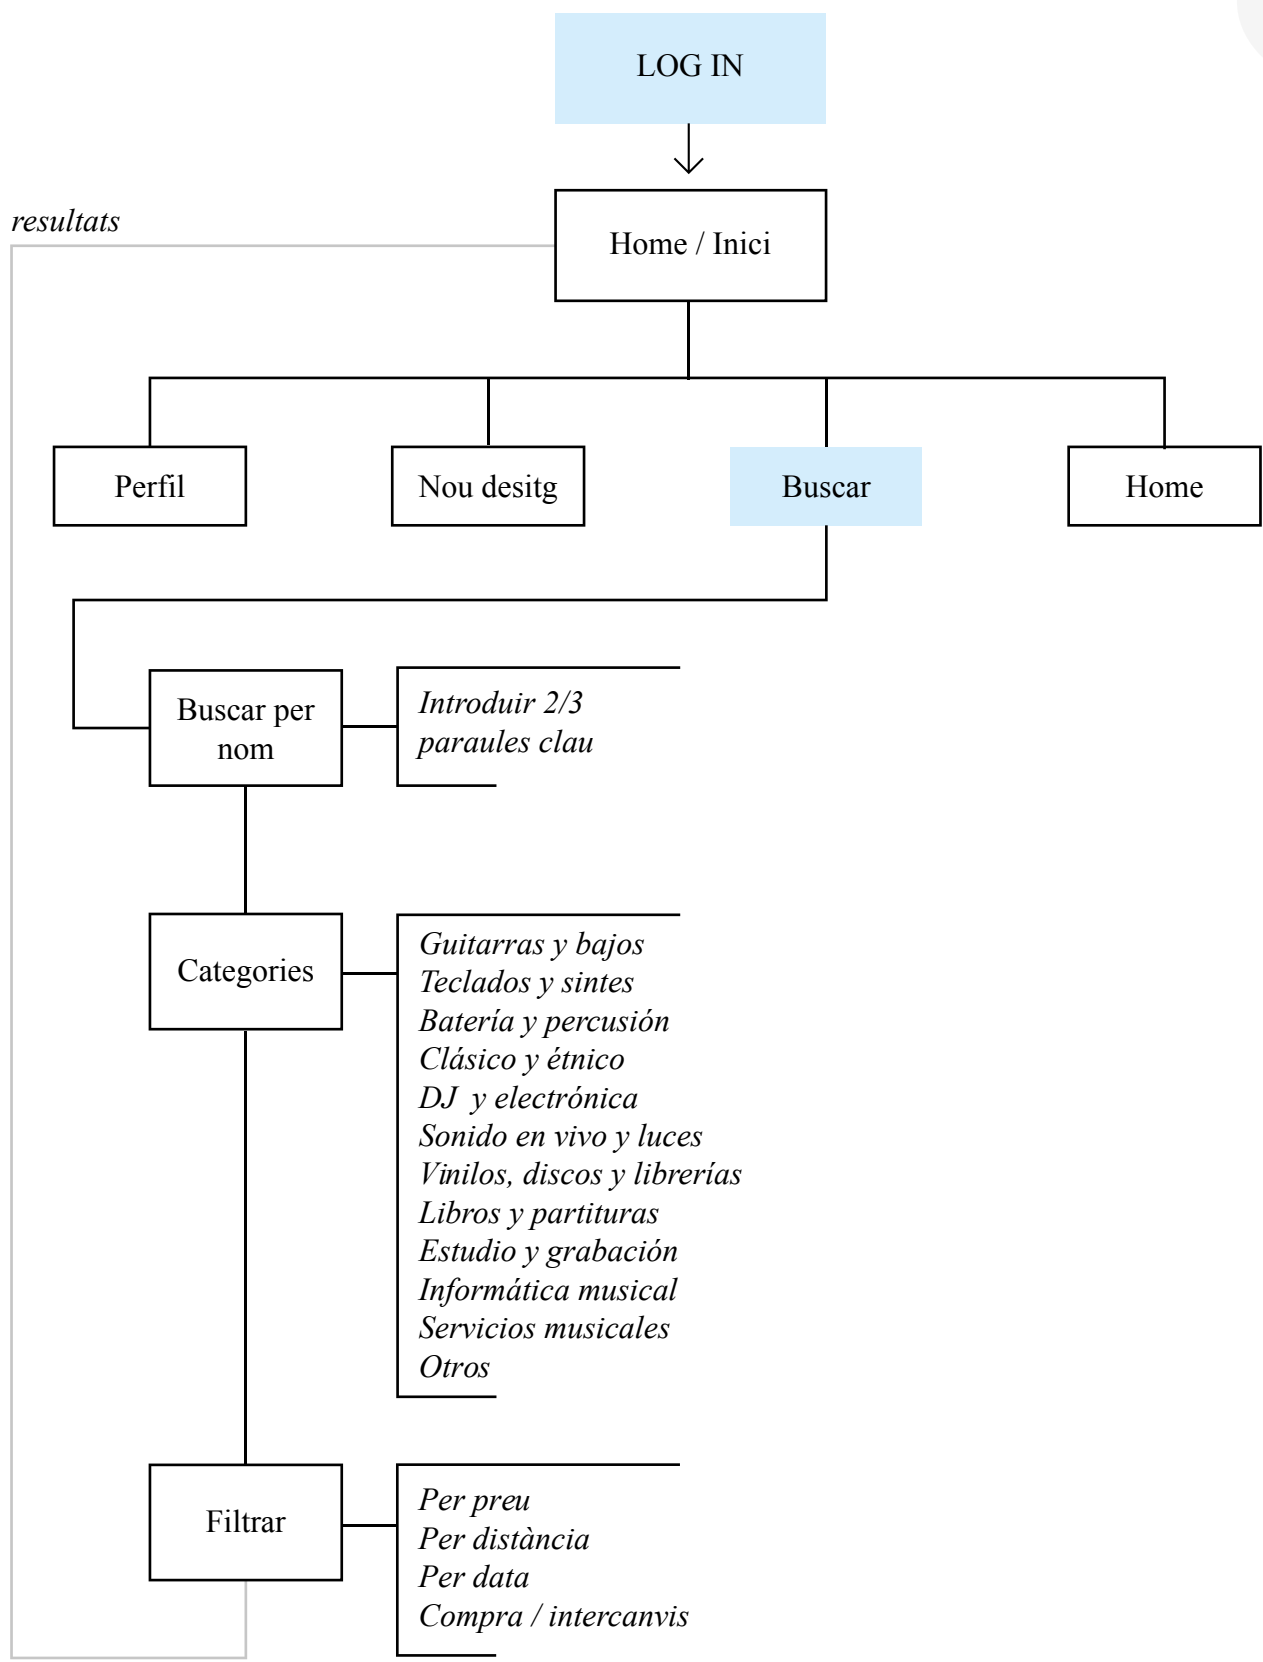 LOG IN
resultats
Home / Inici
Perfil
Nou desitg
Buscar
Home
Buscar per
nom
Introduir 2/3
paraules clau
Categories
Guitarras y bajos
Teclados y sintes
Batería y percusión
Clásico y étnico
DJ y electrónica
Sonido en vivo y luces
Vinilos, discos y librerías
Libros y partituras
Estudio y grabación
Informática musical
Servicios musicales
Otros
Filtrar
Per preu
Per distància
Per data
Compra / intercanvis